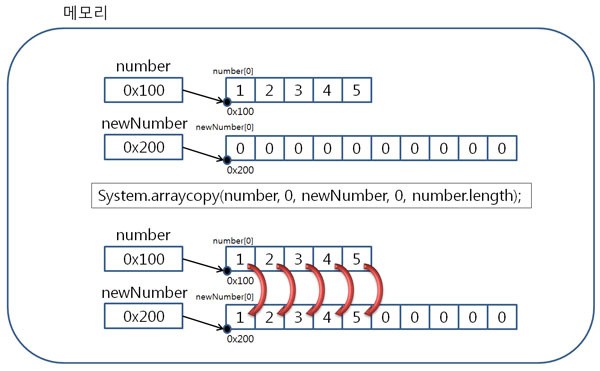 메모리
number
number[0]
0x100
1 2 3 4 5
0x100
newNumber
newNumber[0]
0x200
0 0 0 0 0 0 0 0 0 0
0x200
System.arraycopy(number, 0, newNumber, 0, number.length);
number
number[0]
0x100
1 2 3 4 5
0x100
newNumber
newNumber[0]
0x200
1 2 3 4 5 0 0 0 0 0
0x200